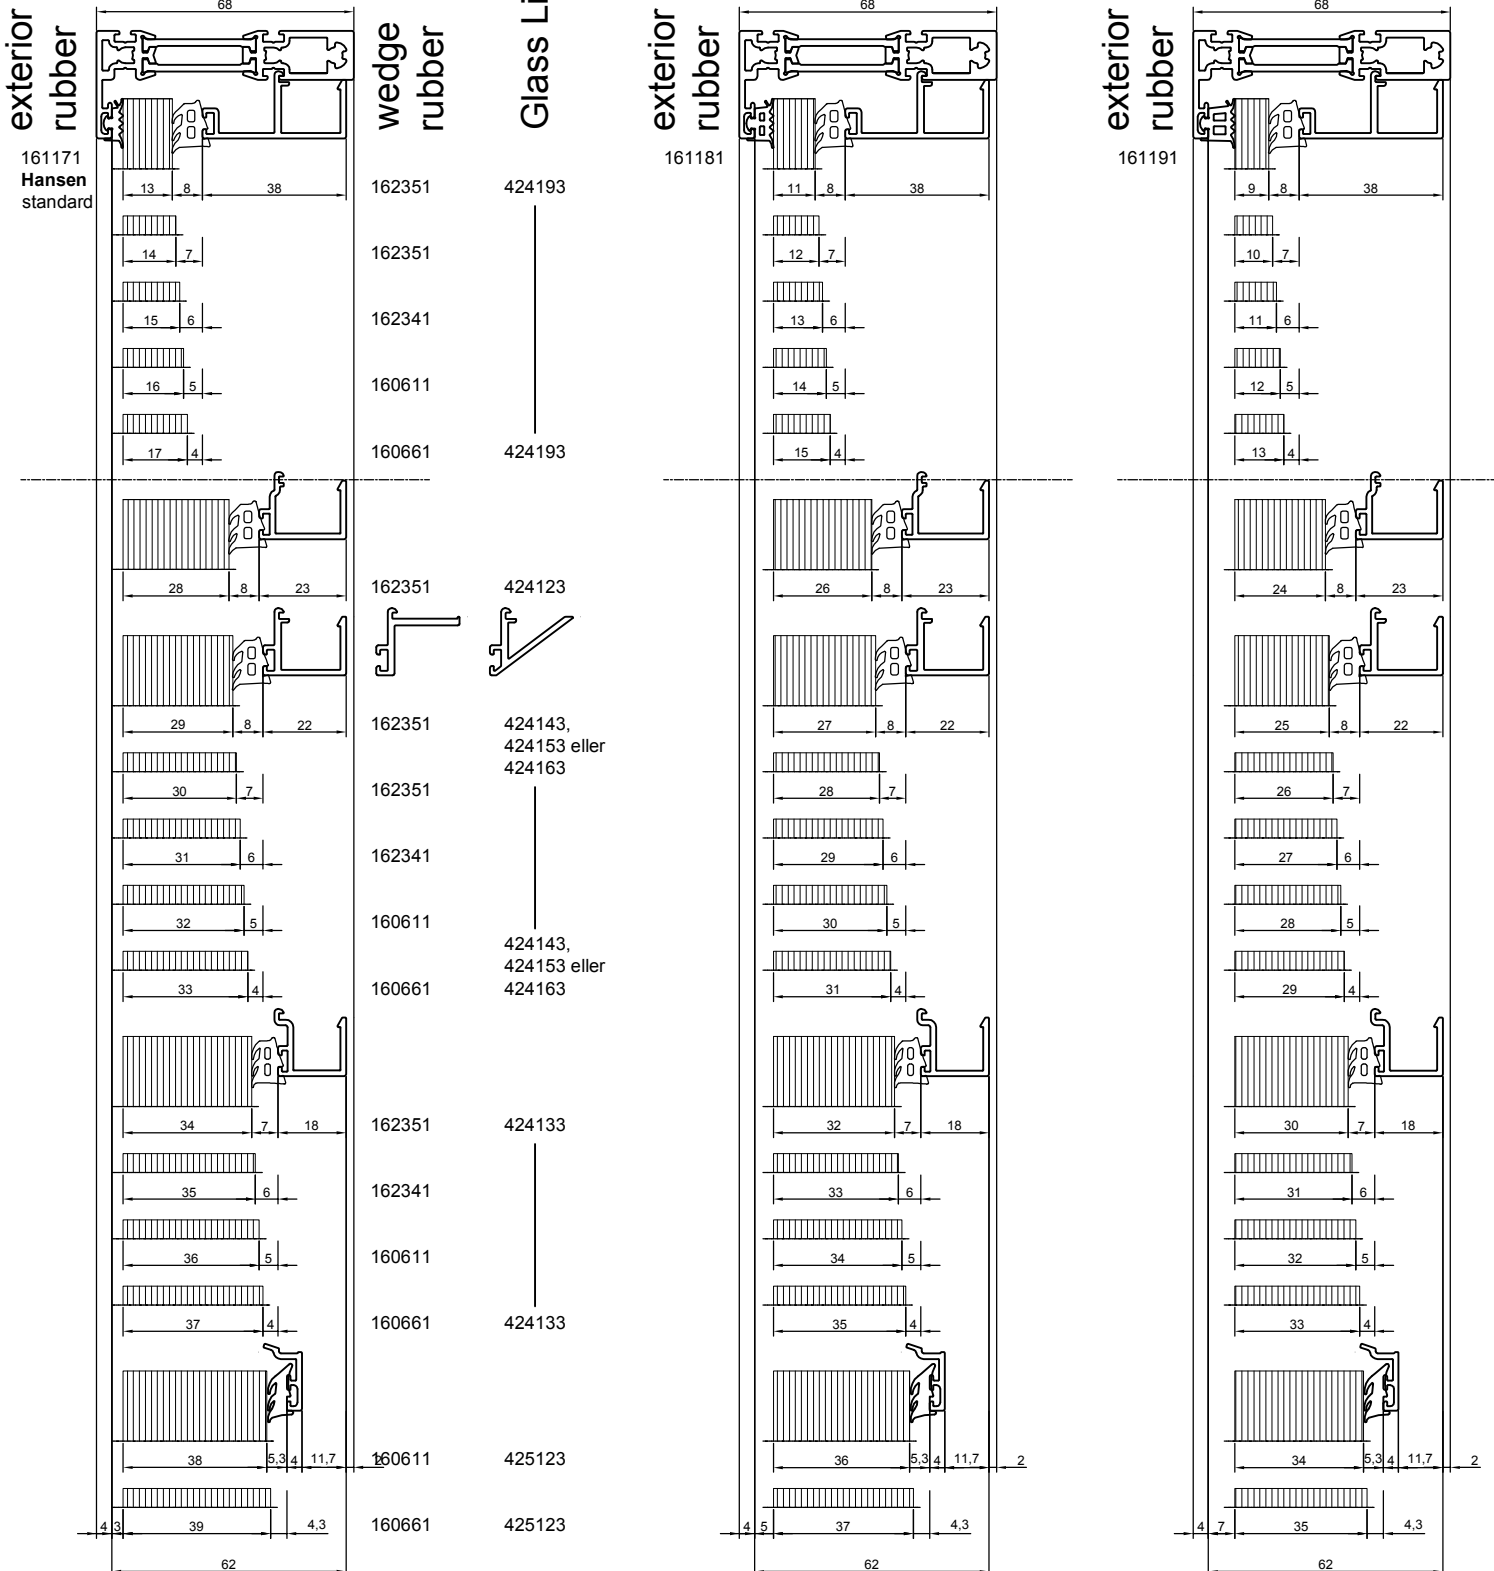 68
68
68
exterior
rubber
wedge
rubber
Glass Li
exterior
rubber
exterior
rubber
161171
Hansen
standard
161181
161191
13 8 38 162351 424193 11 8 38 9 8 38
14 7 162351 12 7 10 7
15 6 162341 13 6 11 6
16 5 160611 14 5 12 5
17 4 160661 424193 15 4 13 4
28 8 23 162351 424123 26 8 23 24 8 23
29 8 22 162351 424143, 27 8 22 25 8 22
424153 eller
424163
30 7 162351 28 7 26 7
31 6 162341 29 6 27 6
32 5 160611 30 5 28 5
424143,
424153 eller
33 4 160661 424163 31 4 29 4
34 7 18 162351 424133 32 7 18 30 7 18
35 6 162341 33 6 31 6
36 5 160611 34 5 32 5
37 4 160661 424133 35 4 33 4
38 5,3 4 11,7 2 160611 425123 36 5,3 4 11,7 2 34 5,3 4 11,7 2
4 3 39 4,3 160661 425123 4 5 37 4,3 4 7 35 4,3
62 62 62